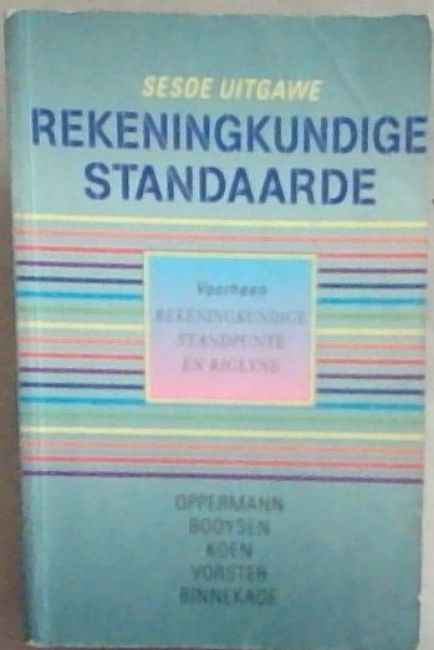 SESDE UITGAWE
REKENINGKUNDIGE
STANDAARDE
Voorheen
REKENINGKUNDIGE
STANDPUNTE
EN RIGLYNE
OPPERMANN
BOOYSEN
KOEN
VORSTER
BINNEKADE